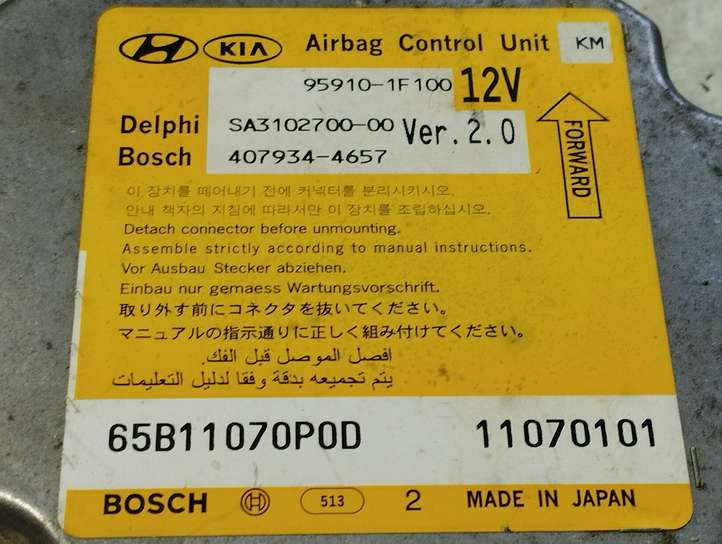 KIA Airbag Control Unit KM
95910-1F100 12V
Delphi SA3102700-00 Ver. 2.0
Bosch 407934-4657
FORWARD
이 장치를 떼어내기 전에 커넥터를 분리시키시오.
안내 책자의 지침에 따라서만 이 장치를 조립하십시오.
Detach connector before unmounting.
Assemble strictly according to manual instructions.
Vor Ausbau Stecker abziehen.
Einbau nur gemaess Wartungsvorschrift.
取り外す前にコネクタを抜いてください。
マニュアルの指示通りに正しく組み付けてください。
افصل الموصل قبل الفك.
يتم تجميعه بدقة وفقا لدليل التعليمات
65B11070P0D 11070101
BOSCH 513 2 MADE IN JAPAN